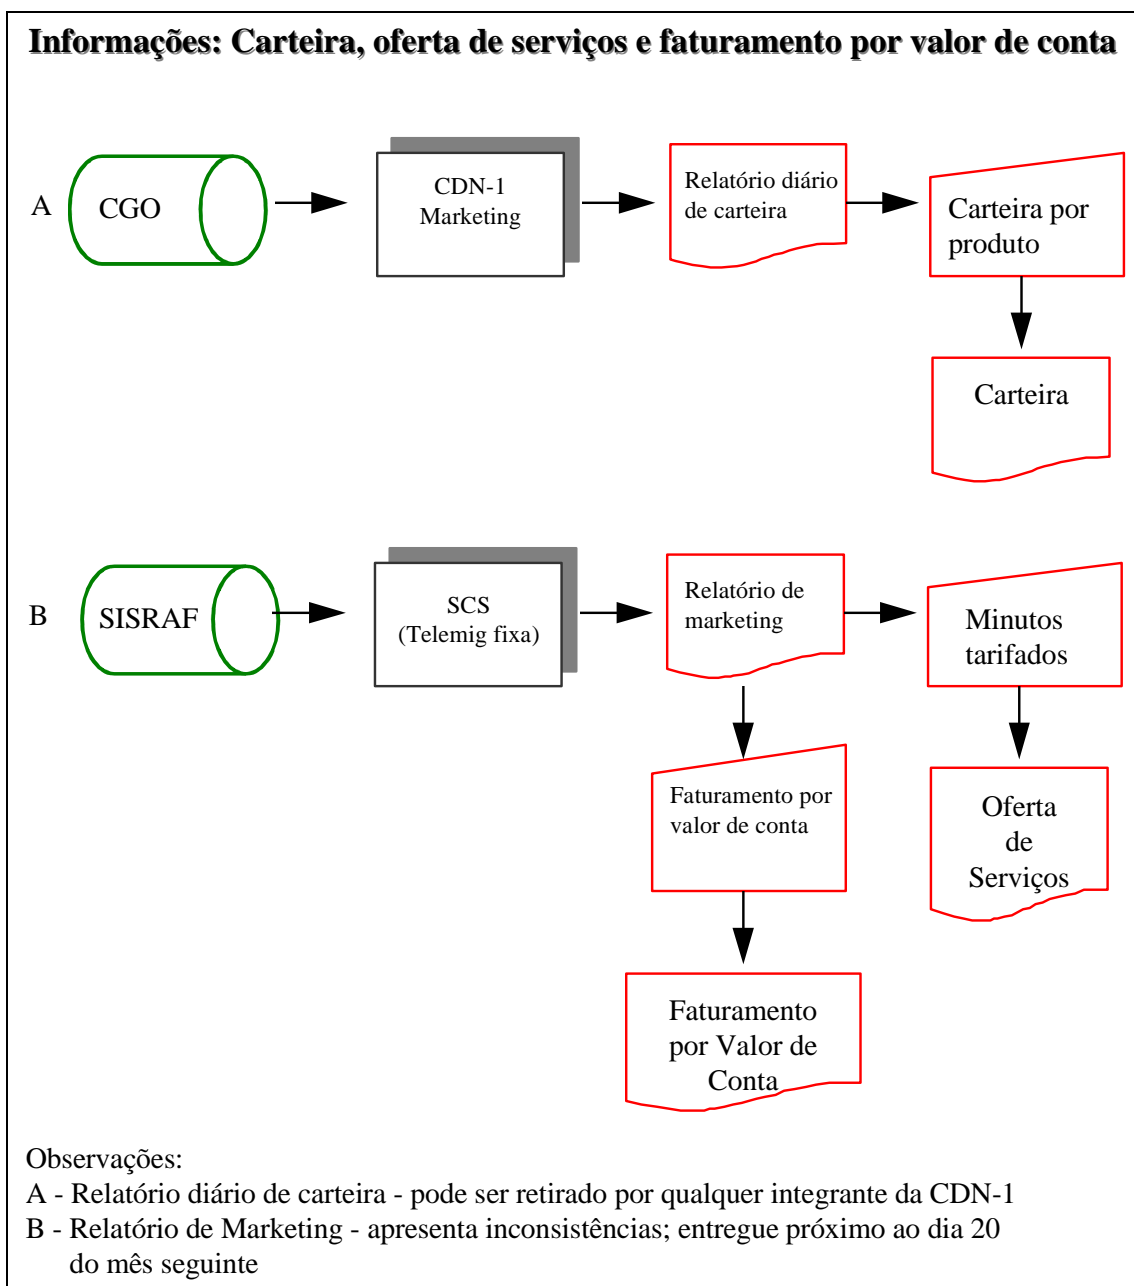 Informações: Carteira, oferta de serviços e faturamento por valor de conta
A
CGO
CDN-1
Marketing
Relatório diário
de carteira
Carteira por
produto
Carteira
B
SISRAF
SCS
(Telemig fixa)
Relatório de
marketing
Minutos
tarifados
Faturamento por
valor de conta
Oferta
de
Serviços
Faturamento
por Valor de
Conta
Observações:
A - Relatório diário de carteira - pode ser retirado por qualquer integrante da CDN-1
B - Relatório de Marketing - apresenta inconsistências; entregue próximo ao dia 20
do mês seguinte